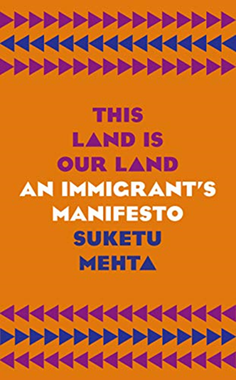 THIS
LAND IS
OUR LAND
AN IMMIGRANT'S
MANIFESTO
SUKETU
MEHTA